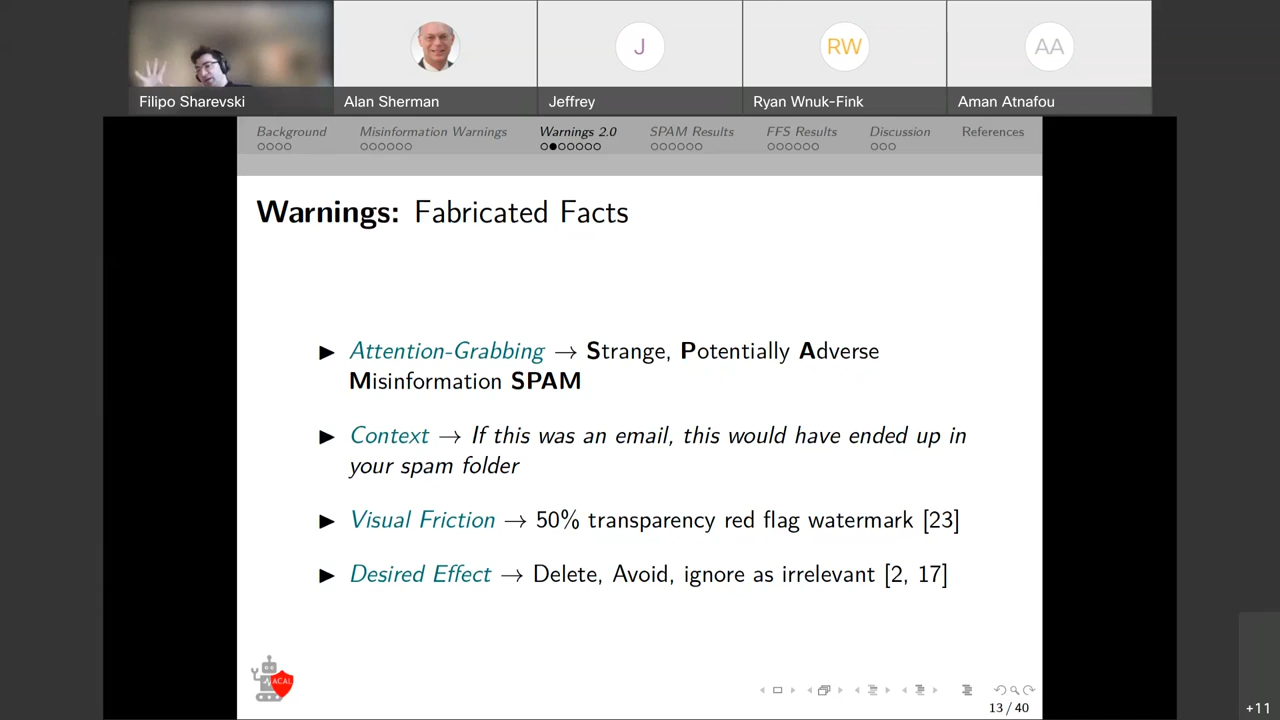 J
RW
AA
Filipo Sharevski
Alan Sherman
Jeffrey
Ryan Wnuk-Fink
Aman Atnafou
Background
Misinformation Warnings
Warnings 2.0
SPAM Results
FFS Results
Discussion
References
Warnings: Fabricated Facts
Attention-Grabbing → Strange, Potentially Adverse
Misinformation SPAM
Context → If this was an email, this would have ended up in
your spam folder
Visual Friction → 50% transparency red flag watermark [23]
Desired Effect → Delete, Avoid, ignore as irrelevant [2, 17]
ACAL
13 / 40
+11